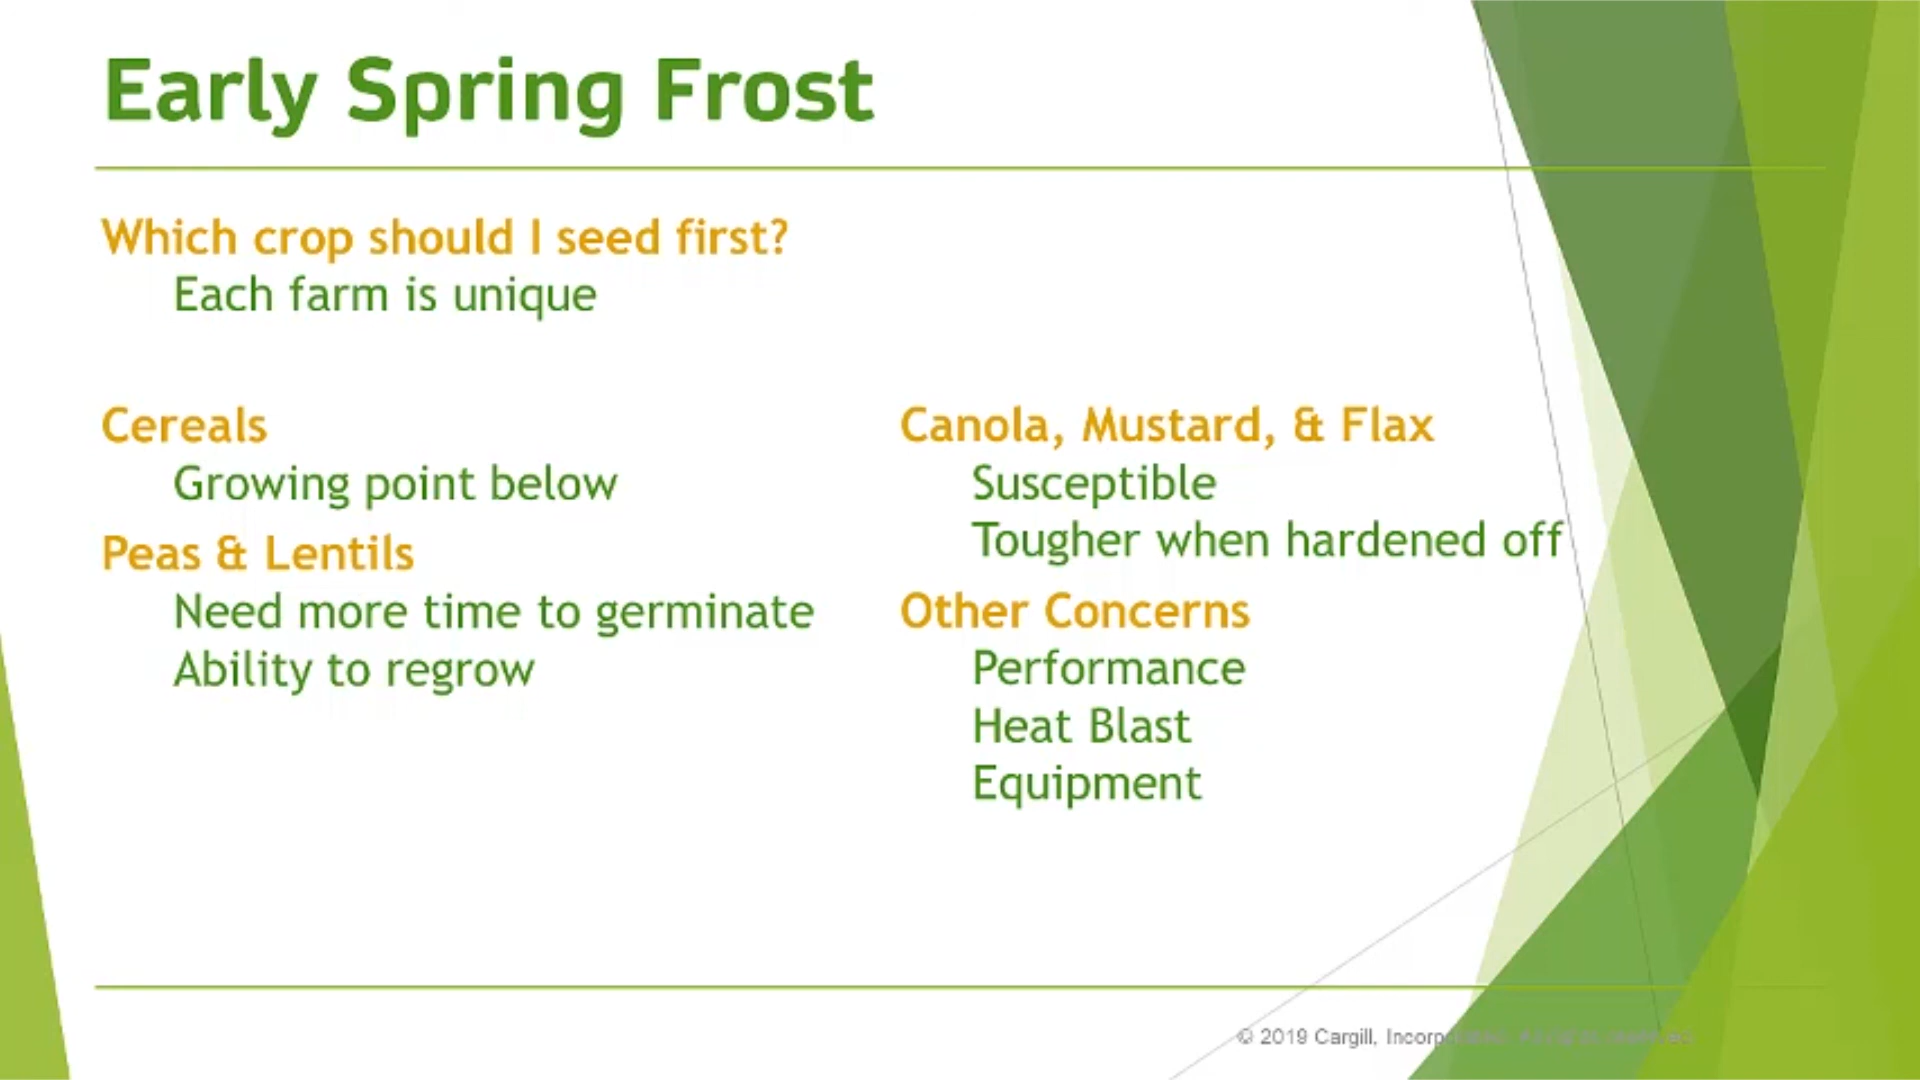 Early Spring Frost
Which crop should I seed first?
Each farm is unique
Cereals
Growing point below
Peas & Lentils
Need more time to germinate
Ability to regrow
Canola, Mustard, & Flax
Susceptible
Tougher when hardened off
Other Concerns
Performance
Heat Blast
Equipment
© 2019 Cargill,